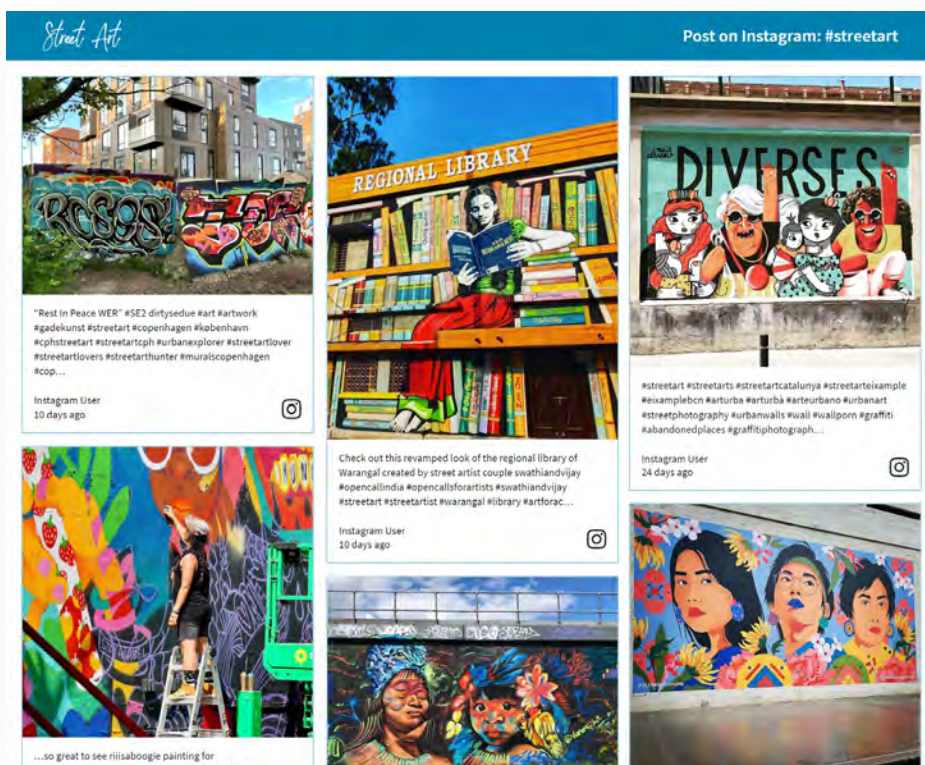 Street Art
Post on Instagram: #streetart
"Rest In Peace WER" #SE2 dirtysedue #art #artwork
#gadekunst #streetart #copenhagen #københavn
#cphstreetart #streetartcph #urbanexplorer #streetartlover
#streetartlovers #streetarthunter #muralscopenhagen
#cop…
Instagram User
10 days ago
…so great to see riiisaboogie painting for
REGIONAL LIBRARY
Check out this revamped look of the regional library of
Warangal created by street artist couple swathiandvijay
#opencallindia #opencallsforartists #swathiandvijay
#streetart #streetartist #warangal #library #artforac…
Instagram User
10 days ago
DIVERSES
#streetart #streetarts #streetartcatalunya #streetarteixample
#eixamplebcn #arturba #arturbà #arteurbano #urbanart
#streetphotography #urbanwalls #wall #wallporn #graffiti
#abandonedplaces #graffitiphotograph…
Instagram User
24 days ago